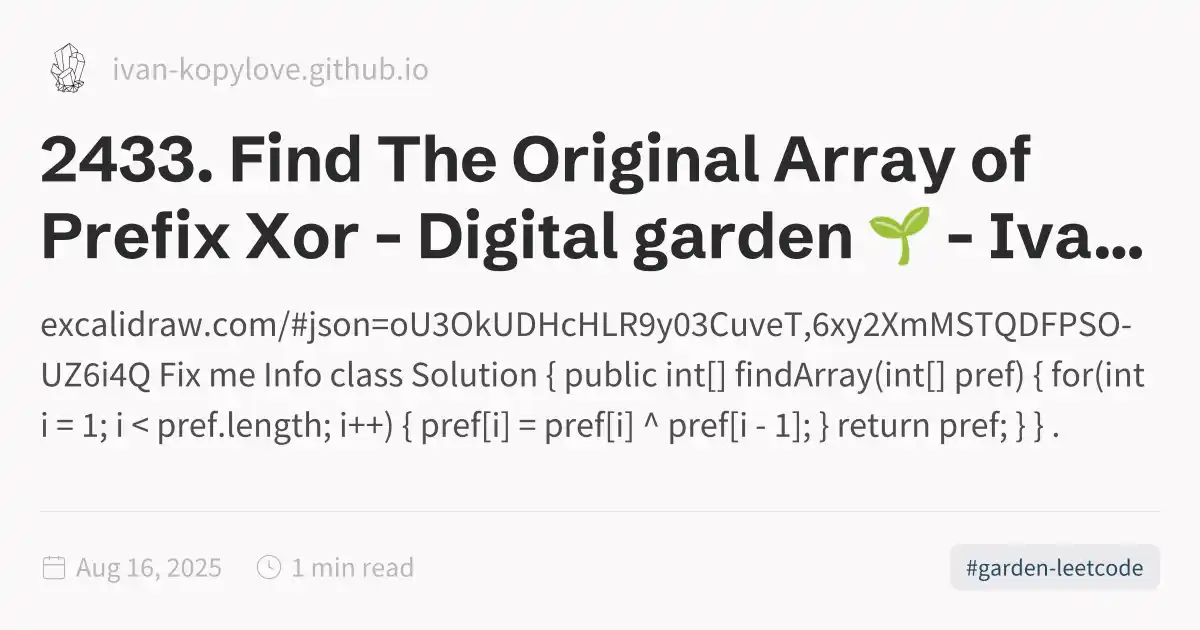 ivan-kopylove.github.io
2433. Find The Original Array of
Prefix Xor - Digital garden 🌱 - Iva...
excalidraw.com/#json=oU3OkUDHcHLR9y03CuveT,6xy2XmMSTQDFPSO-
UZ6i4Q Fix me Info class Solution { public int[] findArray(int[] pref) { for(int
i = 1; i < pref.length; i++) { pref[i] = pref[i] ^ pref[i - 1]; } return pref; } } .
Aug 16, 2025 1 min read #garden-leetcode